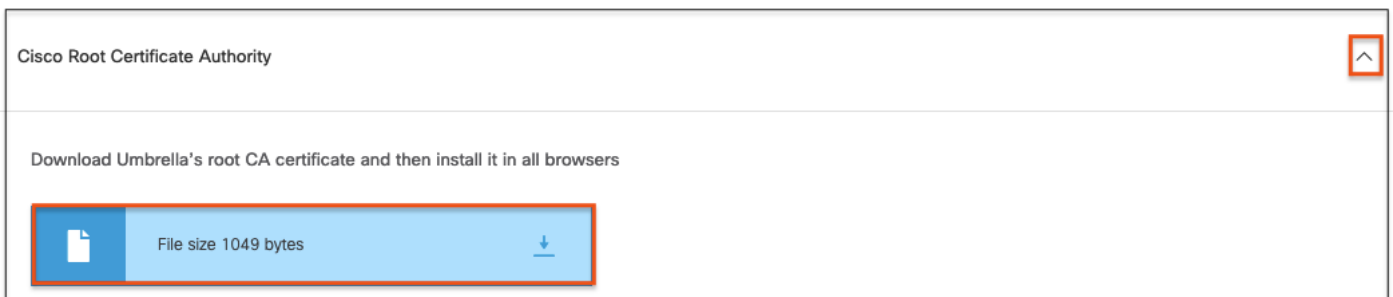 Cisco Root Certificate Authority
Download Umbrella's root CA certificate and then install it in all browsers
File size 1049 bytes